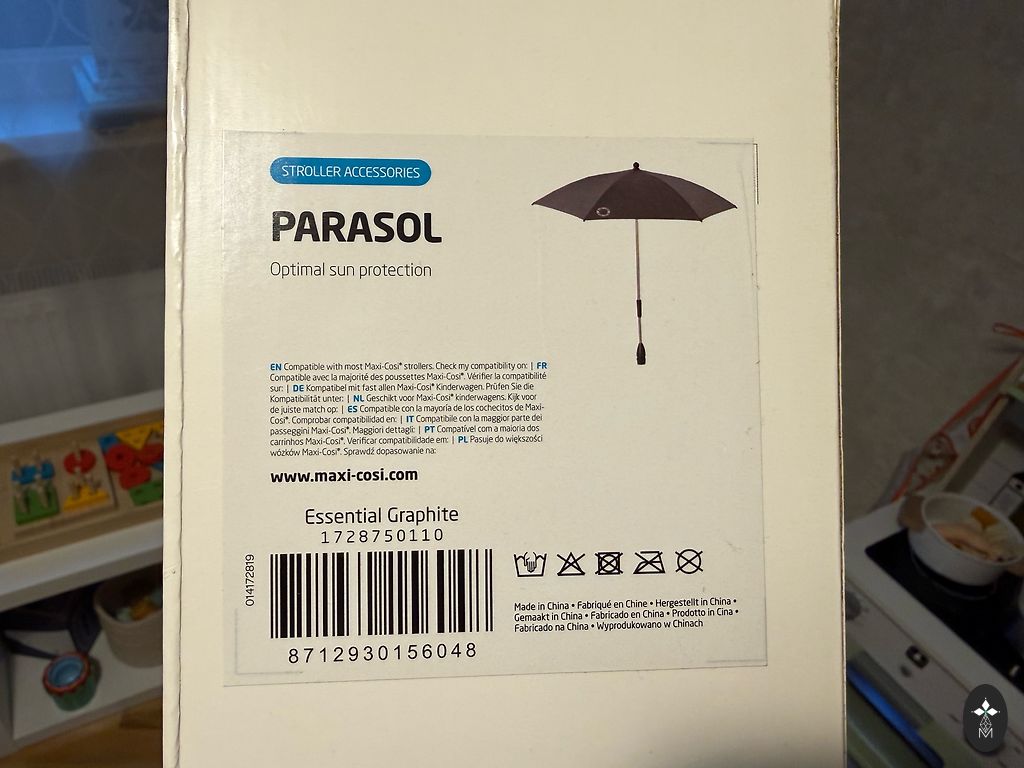 STROLLER ACCESSORIES
PARASOL
Optimal sun protection
EN Compatible with most Maxi-Cosi® strollers. Check my compatibility on: | FR
Compatible avec la majorité des poussettes Maxi-Cosi®. Vérifier la compatibilité
sur: | DE Kompatibel mit fast allen Maxi-Cosi® Kinderwagen. Prüfen Sie die
Kompatibilität unter: | NL Geschikt voor Maxi-Cosi® kinderwagens. Kijk voor
de juiste match op: | ES Compatible con la mayoría de los cochecitos de Maxi-
Cosi®. Comprobar compatibilidad en: | IT Compatibile con la maggior parte dei
passeggini Maxi-Cosi®. Maggiori dettagli: | PT Compatível com a maioria dos
carrinhos Maxi-Cosi®. Verificar compatibilidade em: | PL Pasuje do większości
wózków Maxi-Cosi®. Sprawdź dopasowanie na:
www.maxi-cosi.com
Essential Graphite
1728750110
014172819
8712930156048
Made in China • Fabriqué en Chine • Hergestellt in China •
Gemaakt in China • Fabricado en China • Prodotto in Cina •
Fabricado na China • Wyprodukowano w Chinach
M